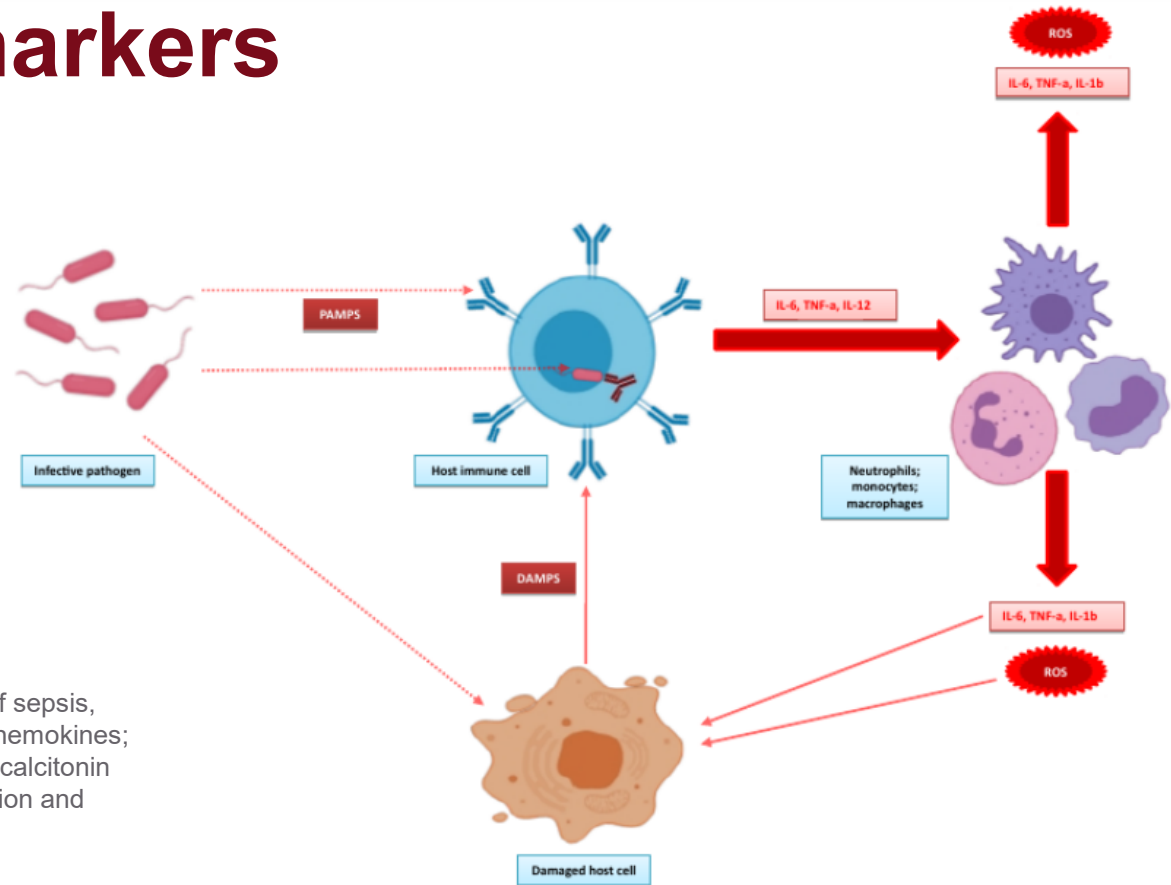 arkers
ROS
IL-6, TNF-a, IL-1b
PAMPS
IL-6, TNF-a, IL-12
Infective pathogen
Host immune cell
Neutrophils;
monocytes;
macrophages
DAMPS
IL-6, TNF-a, IL-1b
ROS
f sepsis,
hemokines;
calcitonin
ion and
Damaged host cell